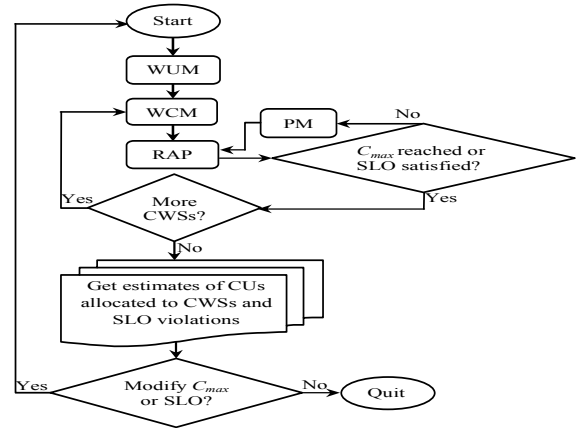 Start
WUM
WCM
No
PM
RAP
C_max reached or
SLO satisfied?
Yes
Yes
More
CWSs?
No
Get estimates of CUs
allocated to CWSs and
SLO violations
Yes
Modify C_max
or SLO?
No
Quit